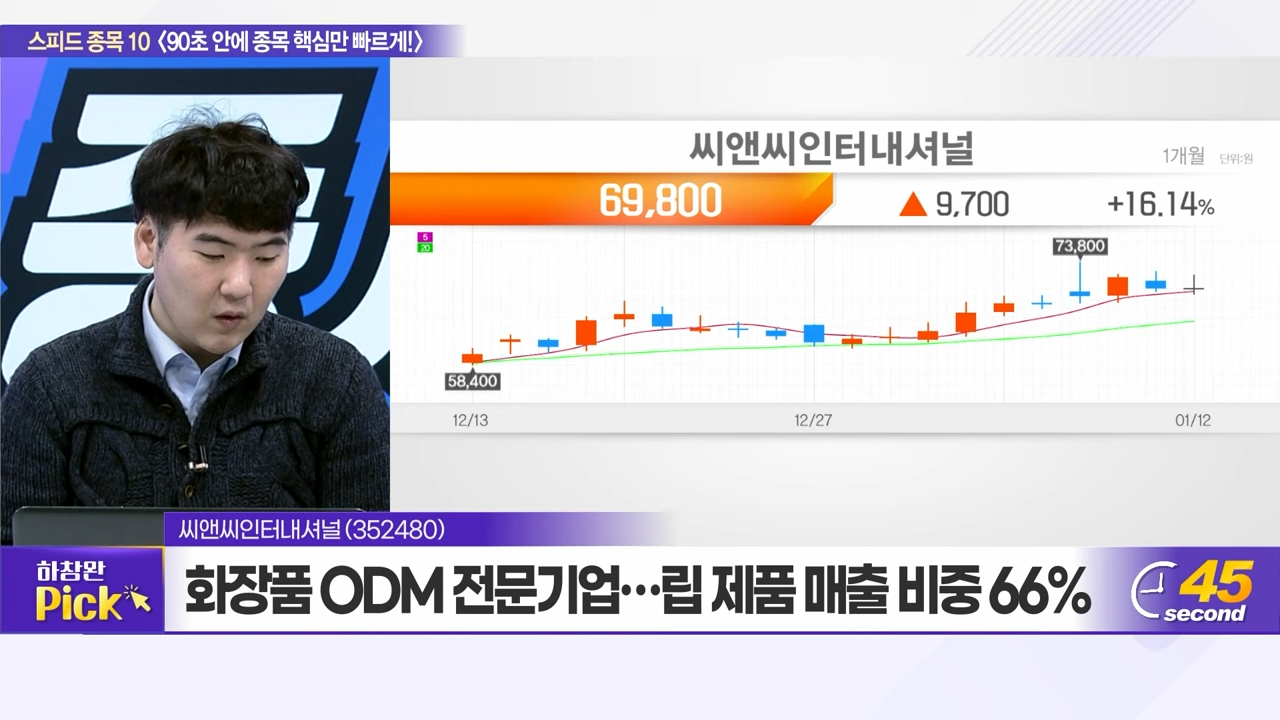 스피드 종목 10 〈90초 안에 종목 핵심만 빠르게!〉
씨앤씨인터내셔널
1개월 단위:원
69,800 ▲ 9,700 +16.14%
5
20
73,800
58,400
12/13 12/27 01/12
씨앤씨인터내셔널 (352480)
하창완
Pick
화장품 ODM 전문기업…립 제품 매출 비중 66%
45
second